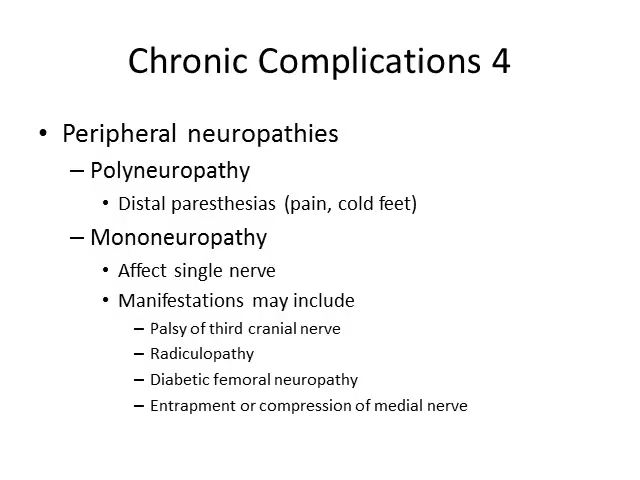 Chronic Complications 4
• Peripheral neuropathies
– Polyneuropathy
• Distal paresthesias (pain, cold feet)
– Mononeuropathy
• Affect single nerve
• Manifestations may include
– Palsy of third cranial nerve
– Radiculopathy
– Diabetic femoral neuropathy
– Entrapment or compression of medial nerve